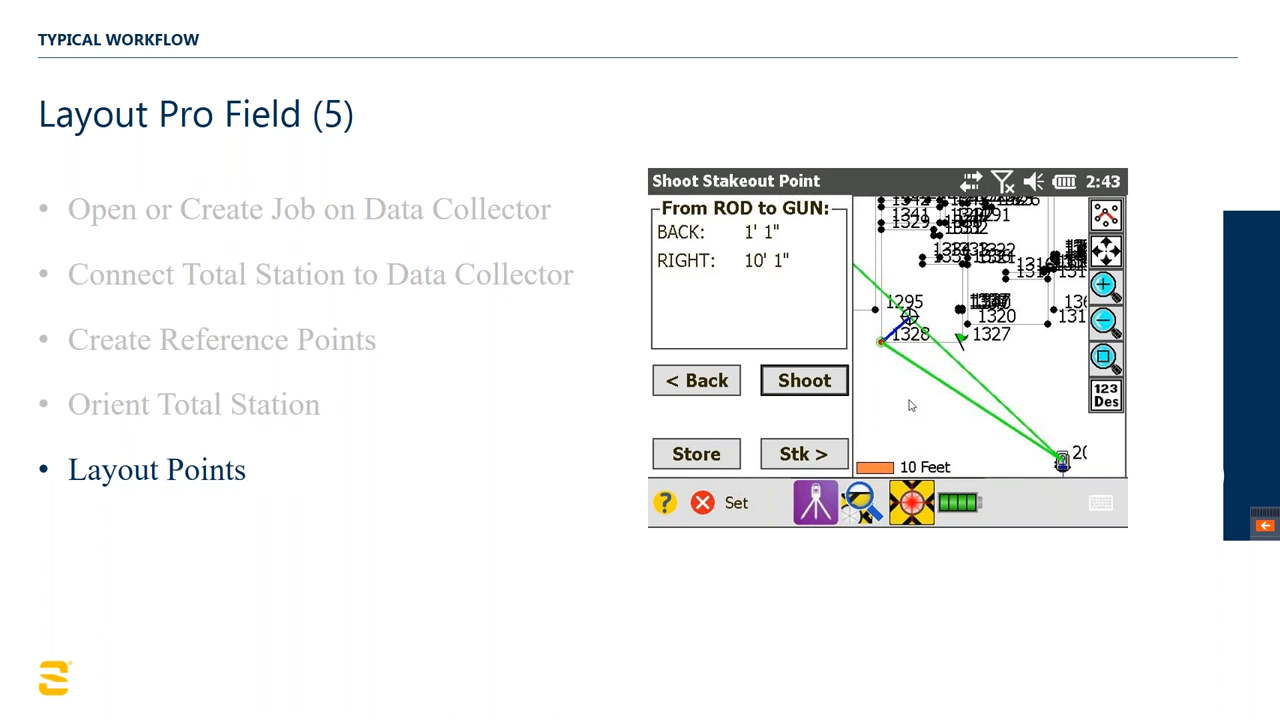 TYPICAL WORKFLOW
Layout Pro Field (5)
• Open or Create Job on Data Collector
• Connect Total Station to Data Collector
• Create Reference Points
• Orient Total Station
• Layout Points
Shoot Stakeout Point
2:43
From ROD to GUN:
BACK: 1' 1"
RIGHT: 10' 1"
< Back
Shoot
Store
Stk >
1341
1329
1295
1328
1320
1327
10 Feet
123
Des
Set